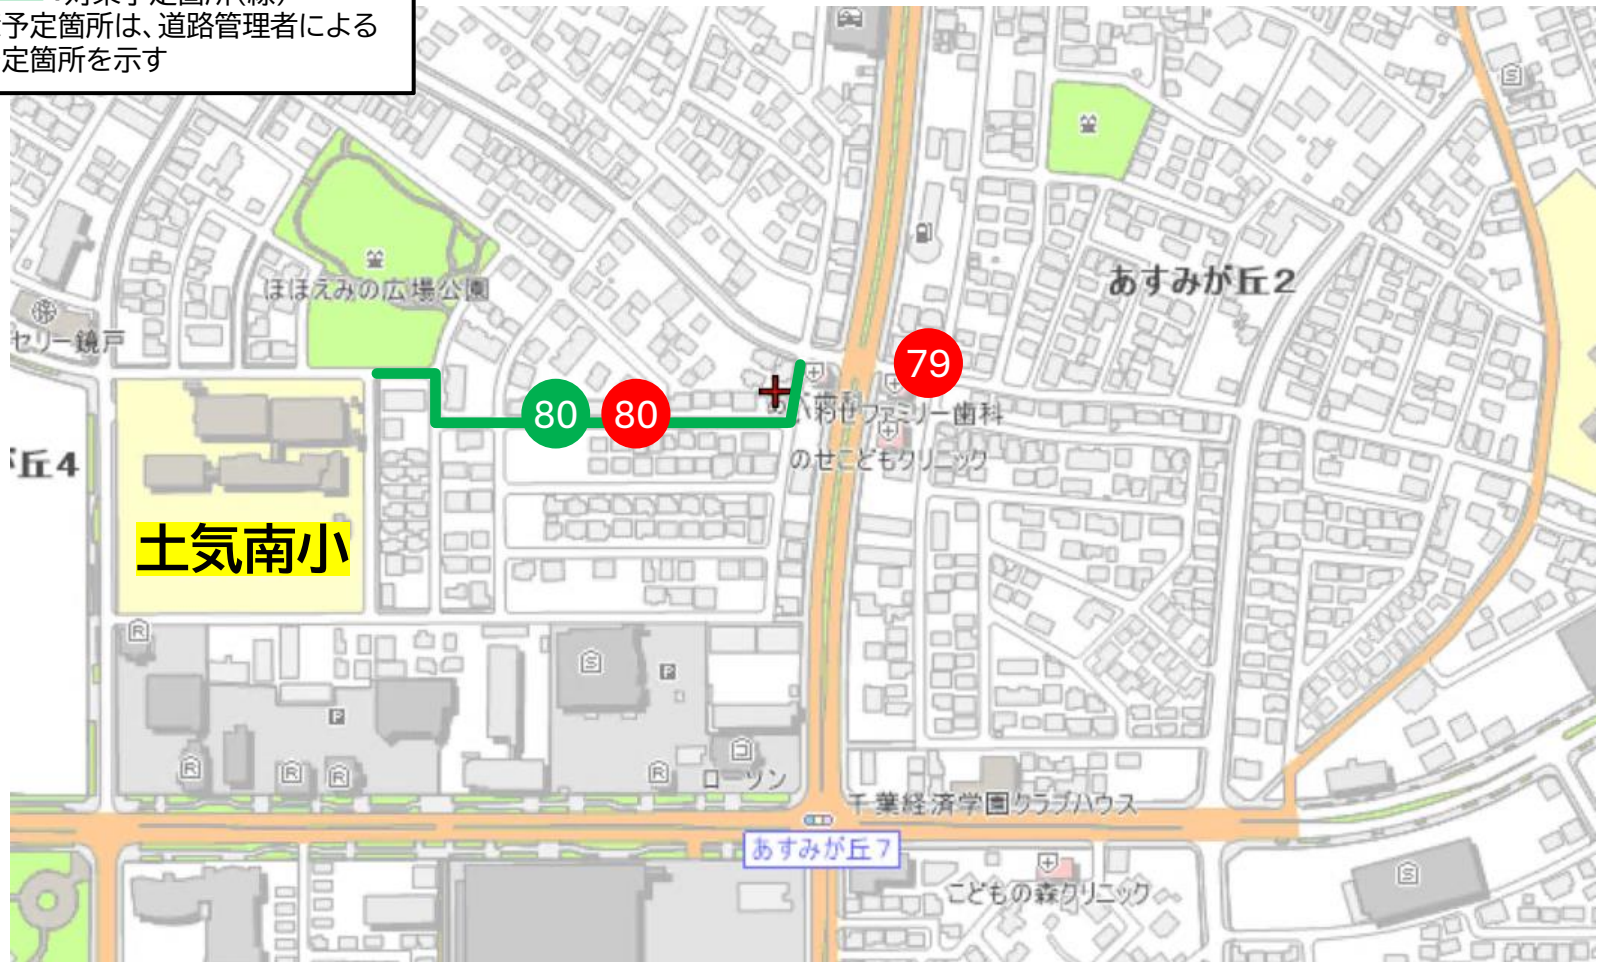 予定箇所は、道路管理者による
定箇所を示す
ほほえみの広場公園
セリー鏡戸
あすみが丘2
79
80
80
いわせファミリー歯科
のせこどもクリニック
丘4
土気南小
R
S
P
P
R
R
R
R
コ
ローソン
千葉経済学園クラブハウス
あすみが丘7
こどもの森クリニック
S
S